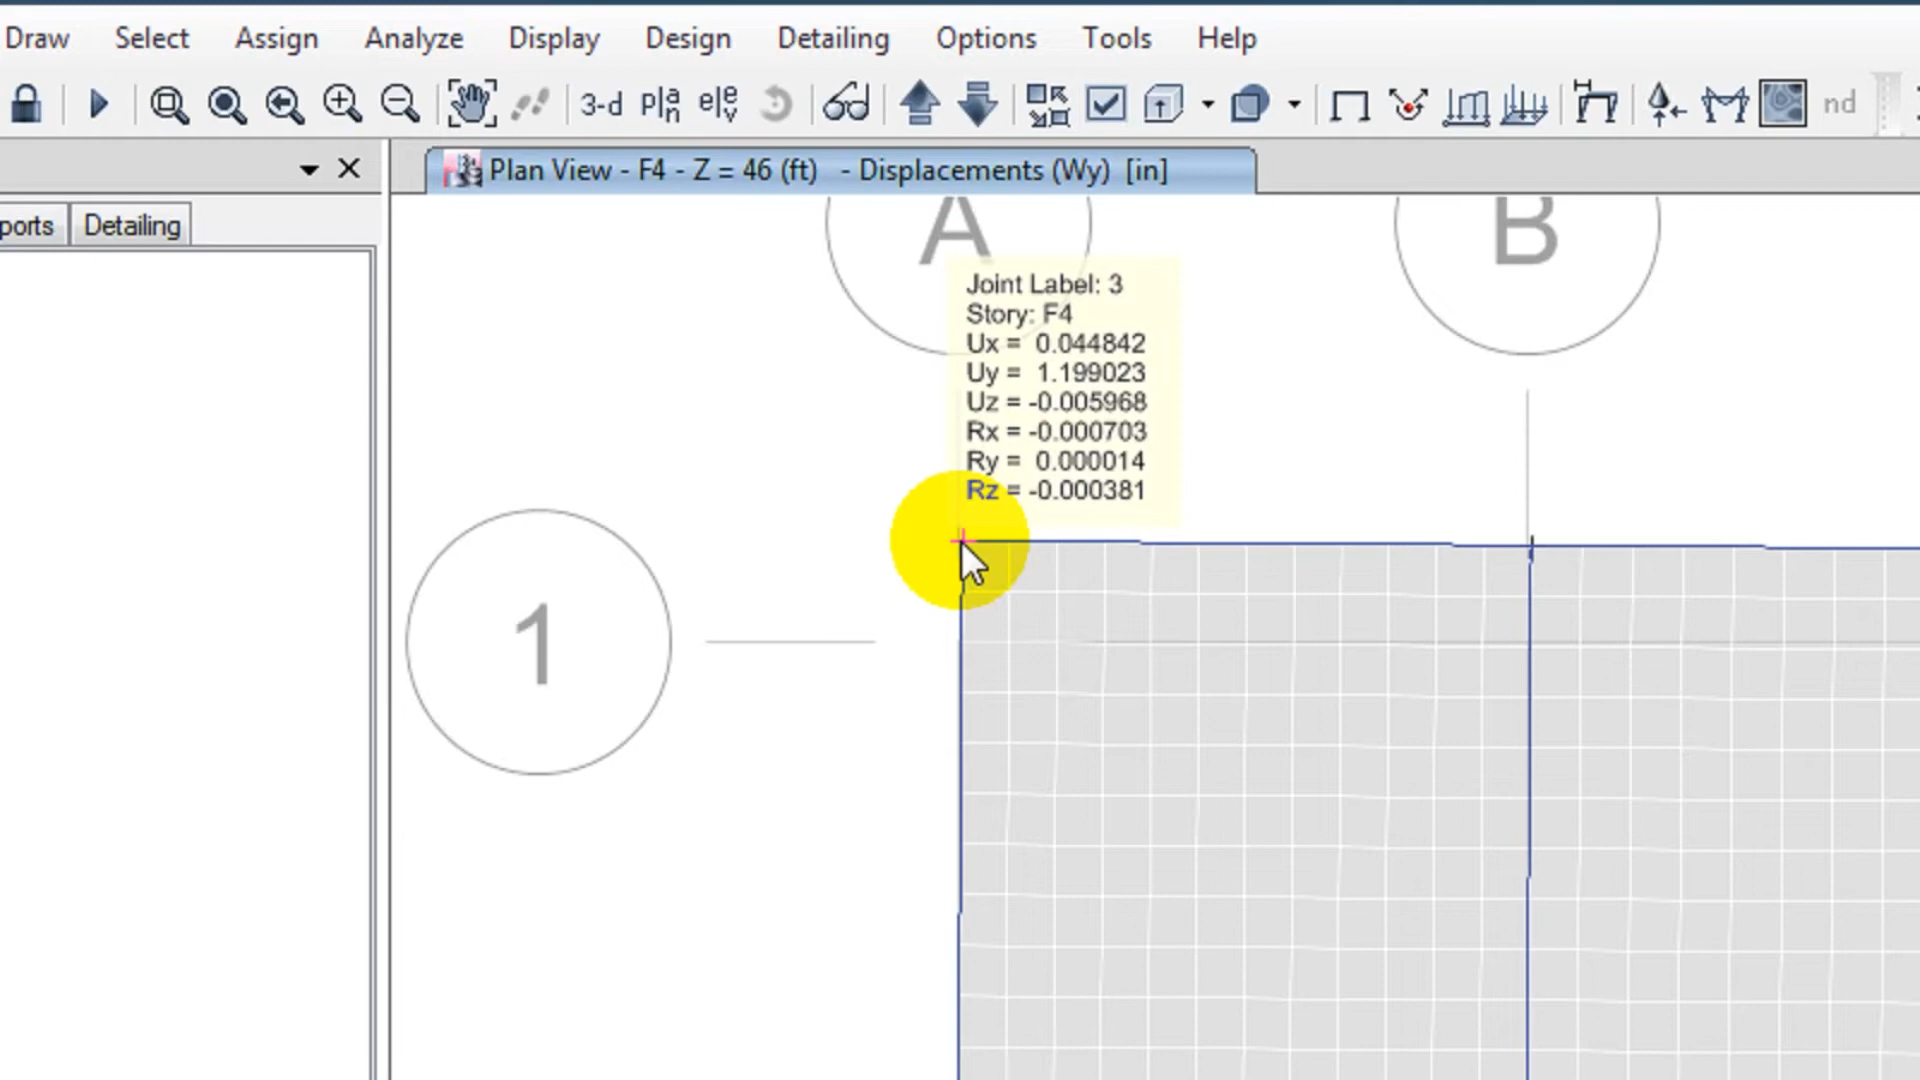 Draw Select Assign Analyze Display Design Detailing Options Tools Help
3-d pla n ele v nd
Plan View - F4 - Z = 46 (ft) - Displacements (Wy) [in]
ports Detailing
A B
Joint Label: 3
Story: F4
Ux = 0.044842
Uy = 1.199023
Uz = -0.005968
Rx = -0.000703
Ry = 0.000014
Rz = -0.000381
1